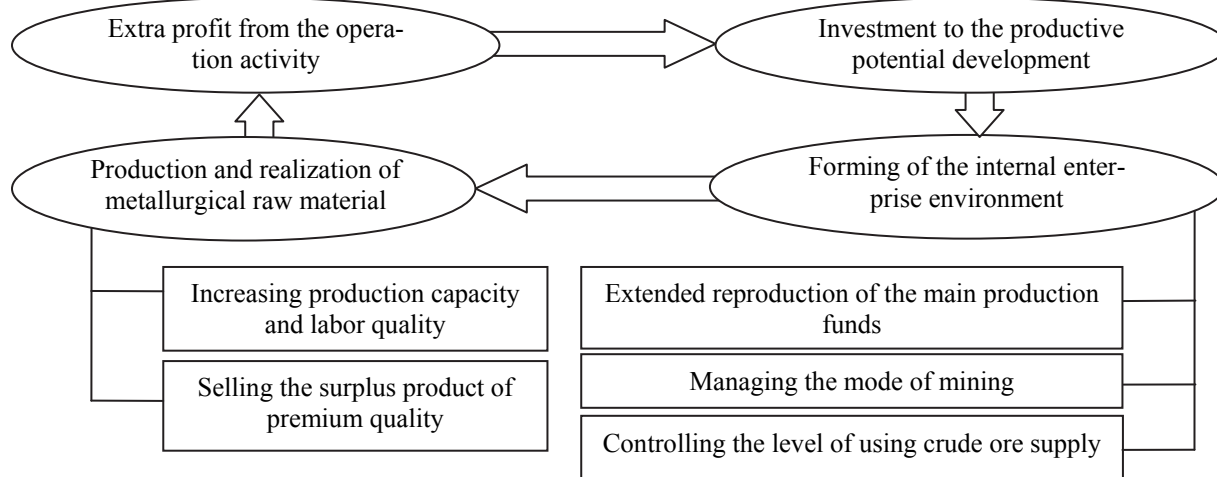 Extra profit from the opera-
tion activity
Investment to the productive
potential development
Production and realization of
metallurgical raw material
Forming of the internal enter-
prise environment
Increasing production capacity
and labor quality
Selling the surplus product of
premium quality
Extended reproduction of the main production
funds
Managing the mode of mining
Controlling the level of using crude ore supply